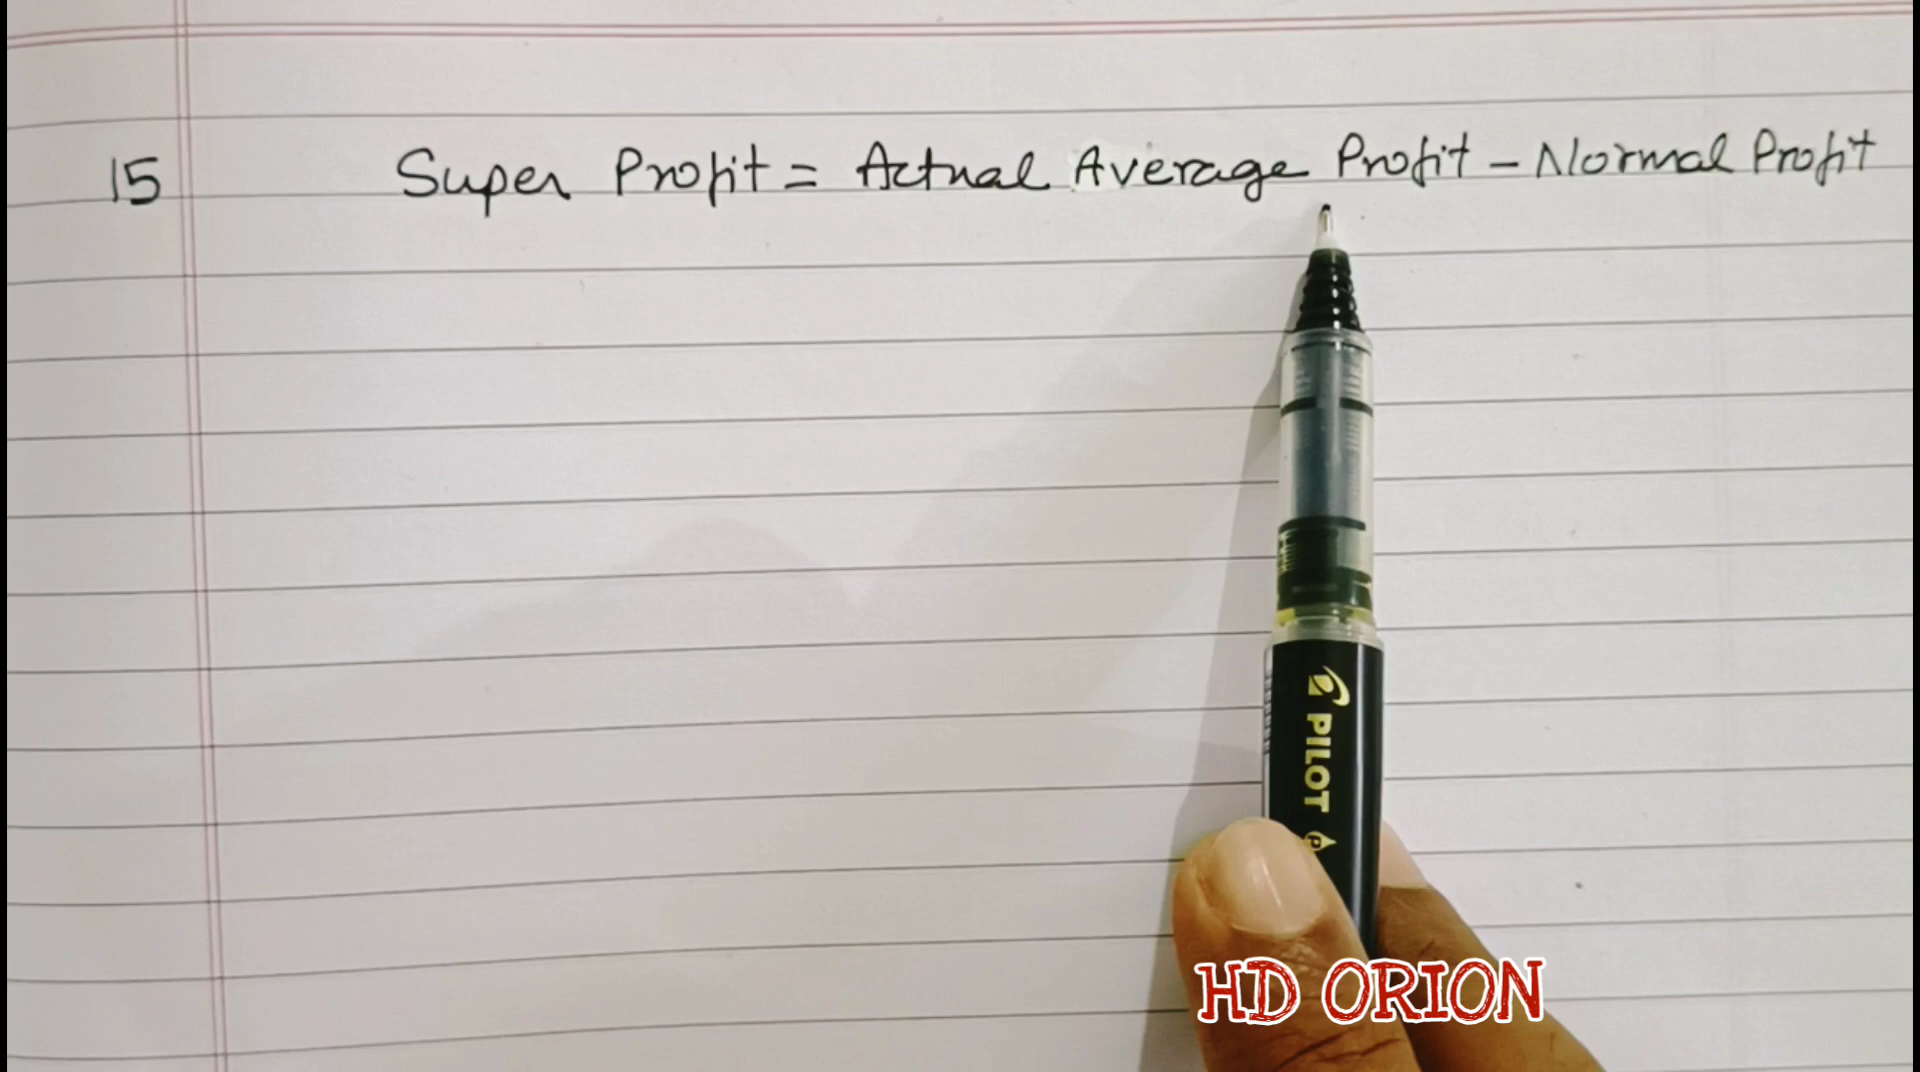 15 Super Profit = Actual Average Profit - Normal Profit
PILOT
P
HD ORION